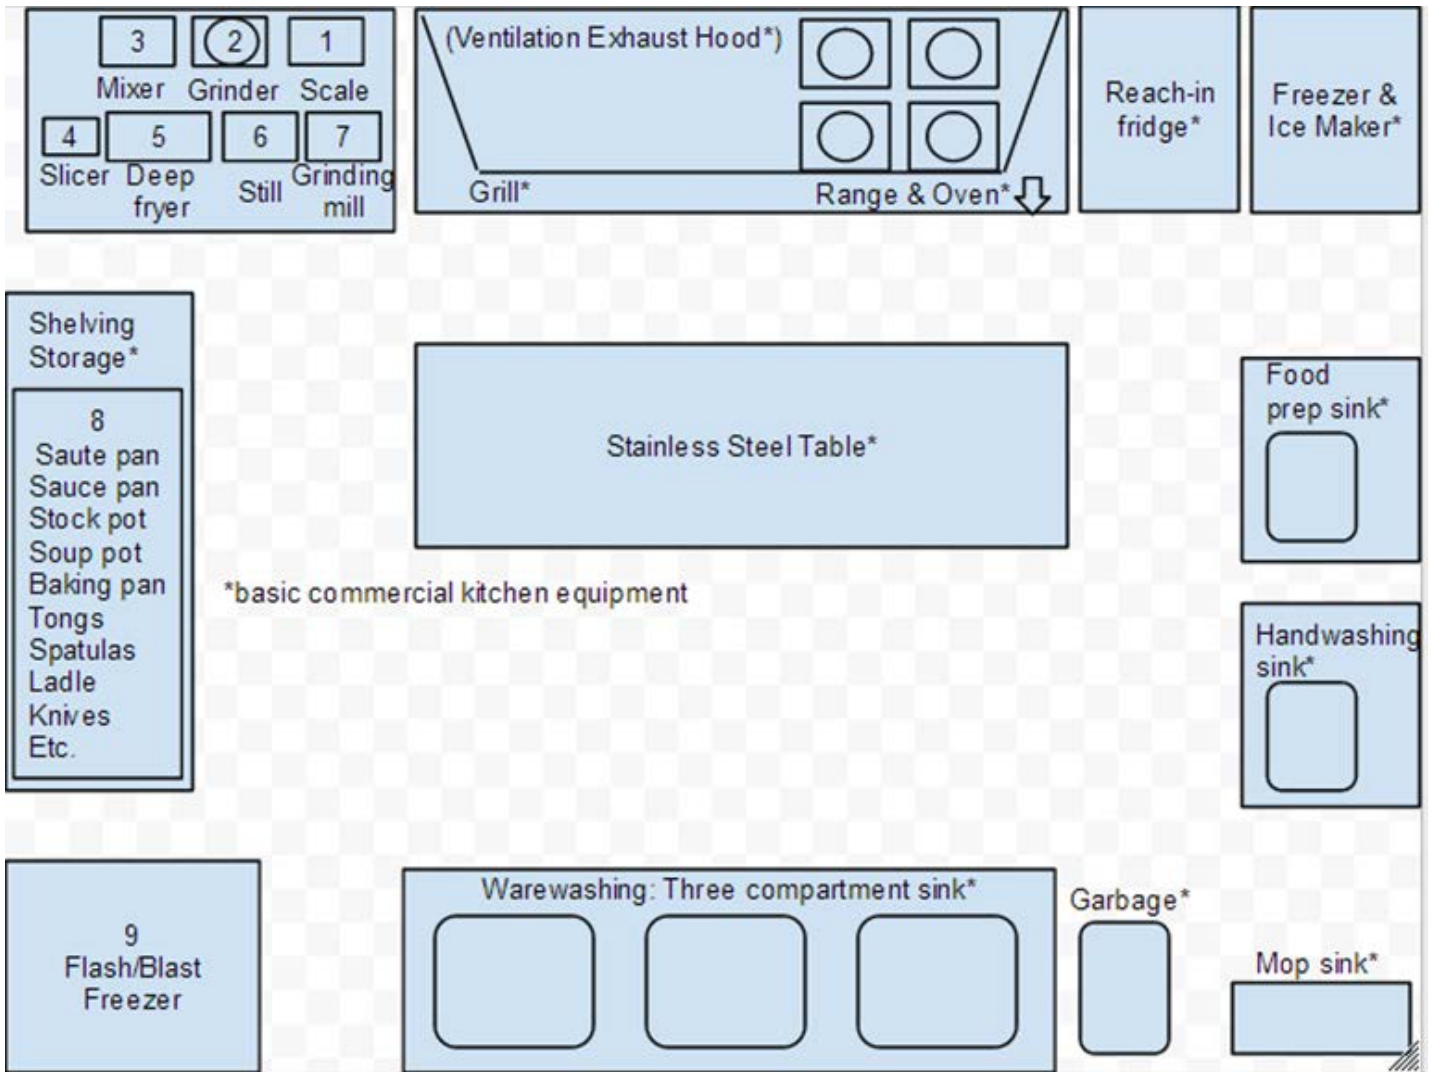 3
2
1
Mixer
Grinder
Scale
4
5
6
7
Slicer
Deep
fryer
Still
Grinding
mill
(Ventilation Exhaust Hood*)
Grill*
Range & Oven*
Reach-in
fridge*
Freezer &
Ice Maker*
Shelving
Storage*
8
Saute pan
Sauce pan
Stock pot
Soup pot
Baking pan
Tongs
Spatulas
Ladle
Knives
Etc.
Stainless Steel Table*
*basic commercial kitchen equipment
Food
prep sink*
Handwashing
sink*
9
Flash/Blast
Freezer
Warewashing: Three compartment sink*
Garbage*
Mop sink*